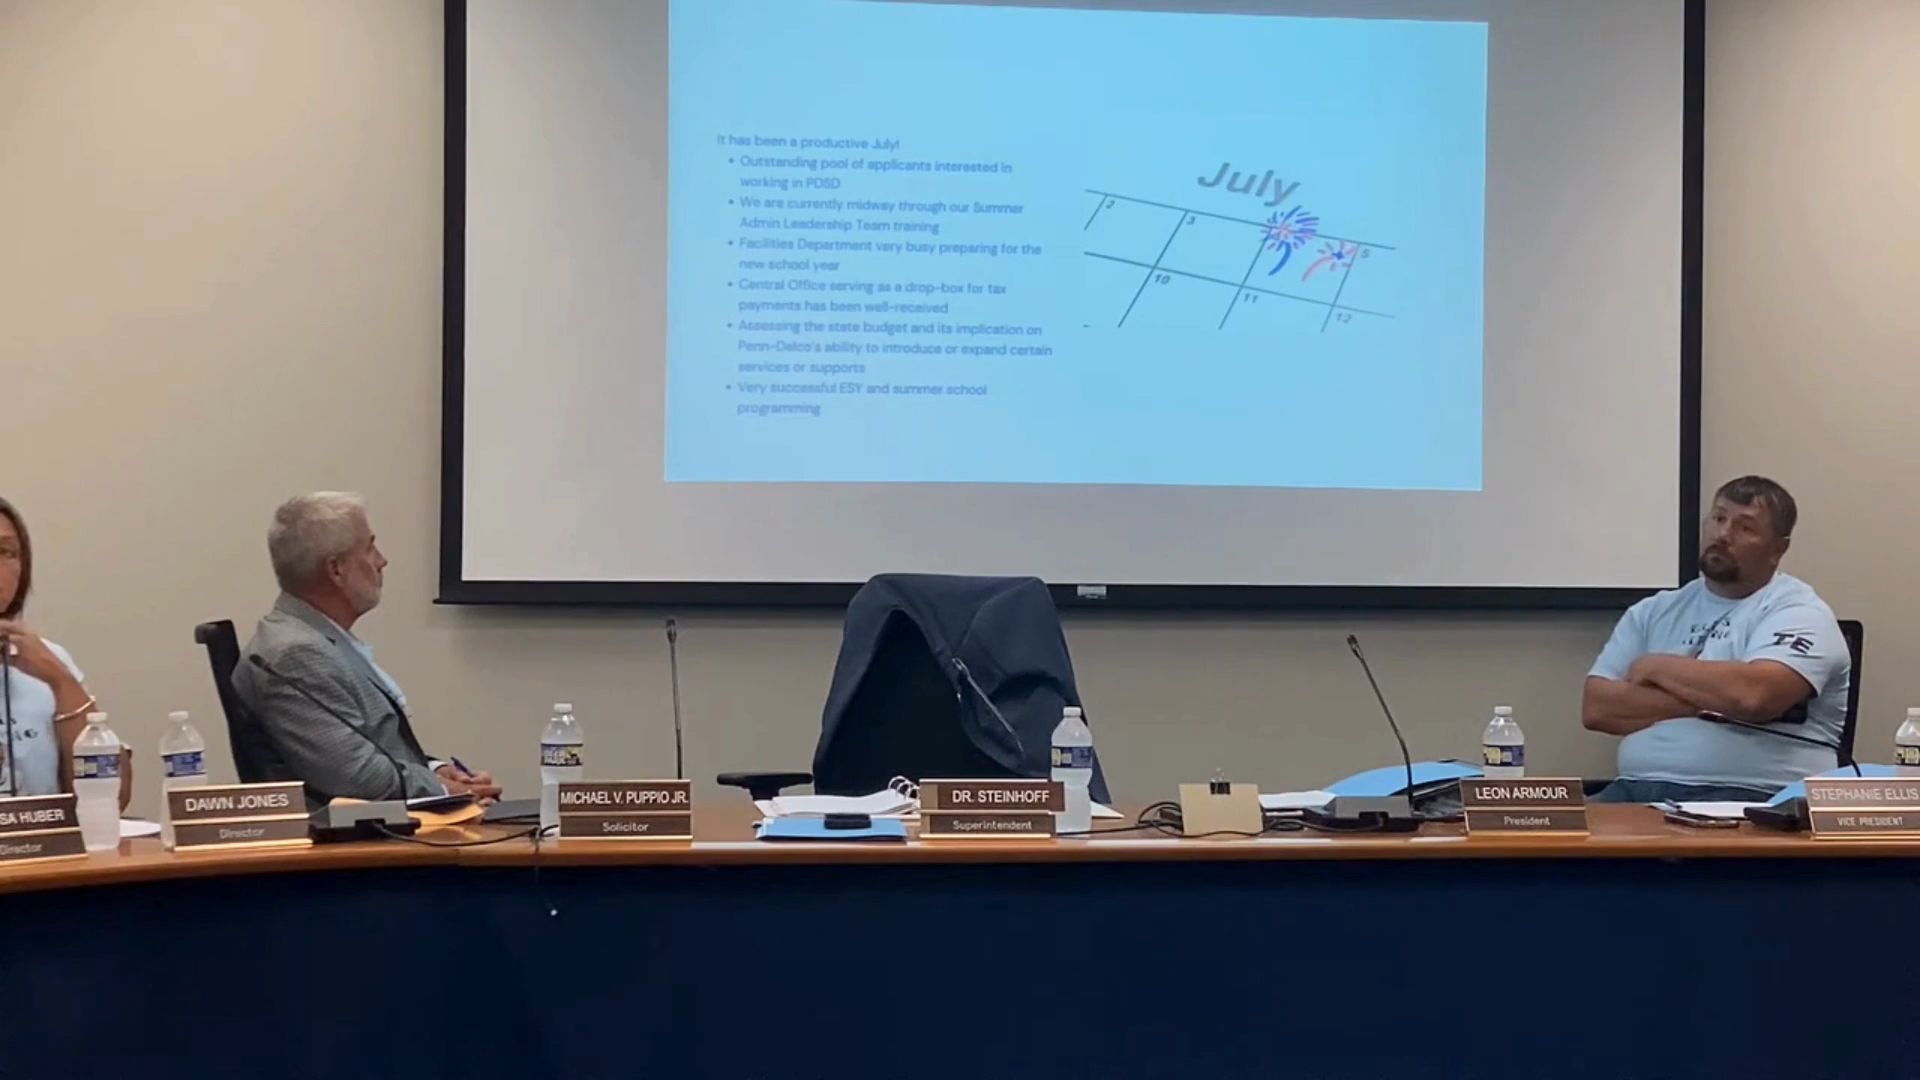 It has been a productive July!
• Outstanding pool of applicants interested in
working in PDSD
• We are currently midway through our Summer
Admin Leadership Team training
• Facilities Department very busy preparing for the
new school year
• Central Office serving as a drop-box for tax
payments has been well-received
• Assessing the state budget and its implication on
Penn-Delco's ability to introduce or expand certain
services or supports
• Very successful ESY and summer school
programming
July
2 3 5
10 11 12
TE
SA HUBER
Director
DAWN JONES
Director
MICHAEL V. PUPPIO JR.
Solicitor
DR. STEINHOFF
Superintendent
LEON ARMOUR
President
STEPHANIE ELLIS
VICE PRESIDENT